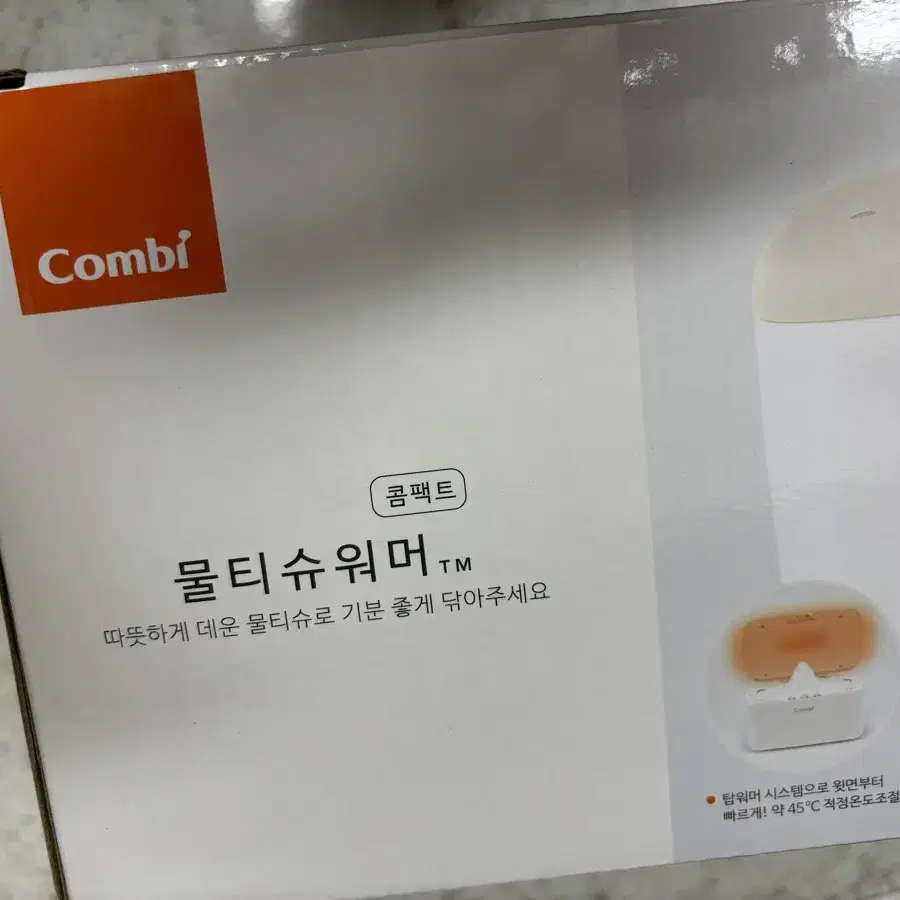 Combi
콤팩트
물티슈워머TM
따뜻하게 데운 물티슈로 기분 좋게 닦아주세요
Combi
탑워머 시스템으로 윗면부터
빠르게! 약 45℃ 적정온도조절